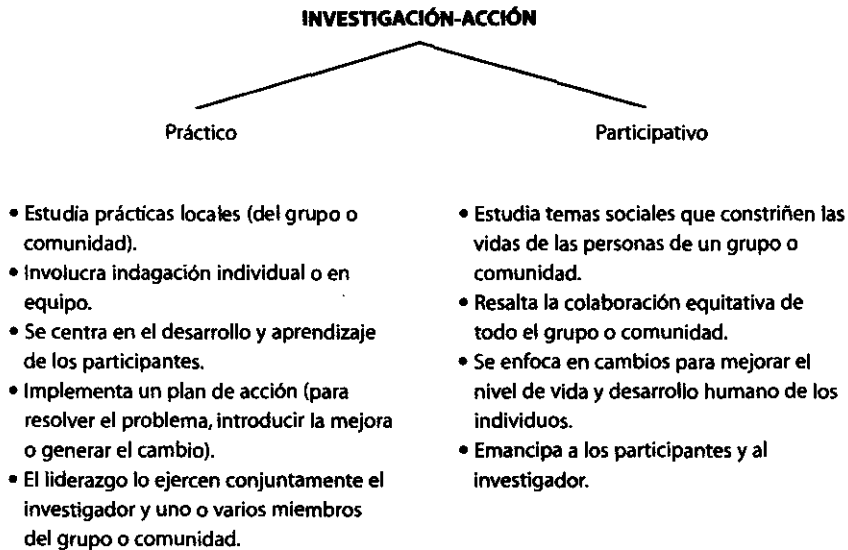 INVESTIGACIÓN-ACCIÓN
Práctico
• Estudia prácticas locales (del grupo o
comunidad).
• Involucra indagación individual o en
equipo.
• Se centra en el desarrollo y aprendizaje
de los participantes.
• Implementa un plan de acción (para
resolver el problema, introducir la mejora
o generar el cambio).
• El liderazgo lo ejercen conjuntamente el
investigador y uno o varios miembros
del grupo o comunidad.
Participativo
• Estudia temas sociales que constriñen las
vidas de las personas de un grupo o
comunidad.
• Resalta la colaboración equitativa de
todo el grupo o comunidad.
• Se enfoca en cambios para mejorar el
nivel de vida y desarrollo humano de los
individuos.
• Emancipa a los participantes y al
investigador.